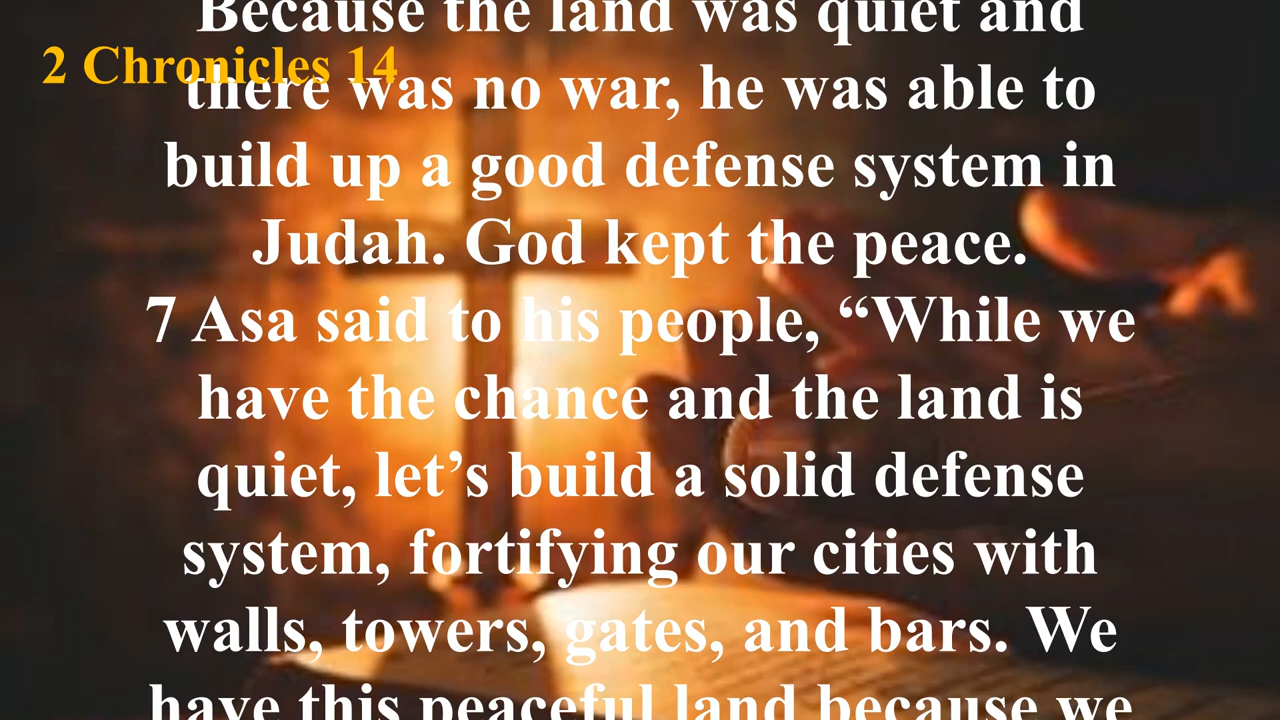 Because the land was quiet and
2 Chronicles 14
there was no war, he was able to
build up a good defense system in
Judah. God kept the peace.
7 Asa said to his people, “While we
have the chance and the land is
quiet, let’s build a solid defense
system, fortifying our cities with
walls, towers, gates, and bars. We
have this peaceful land because we